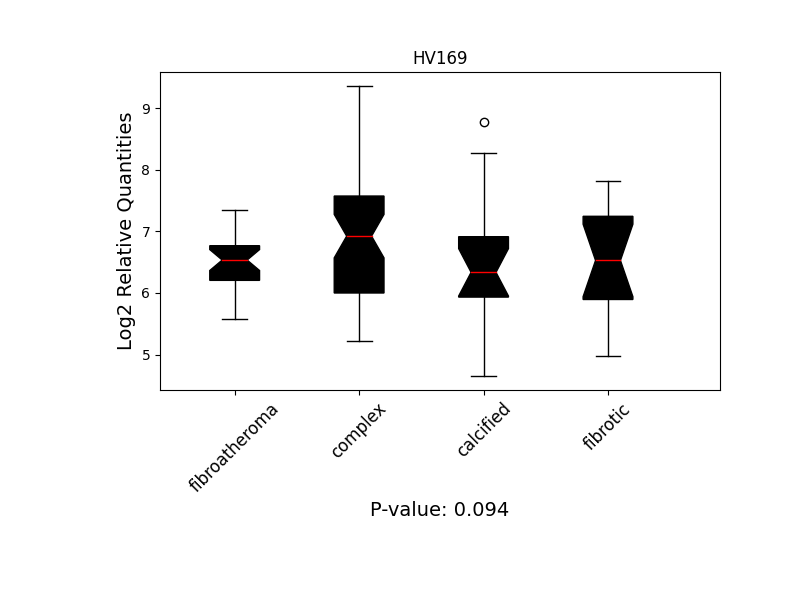 HV169
Log2 Relative Quantities
9
8
7
6
5
fibroatheroma
complex
calcified
fibrotic
P-value: 0.094